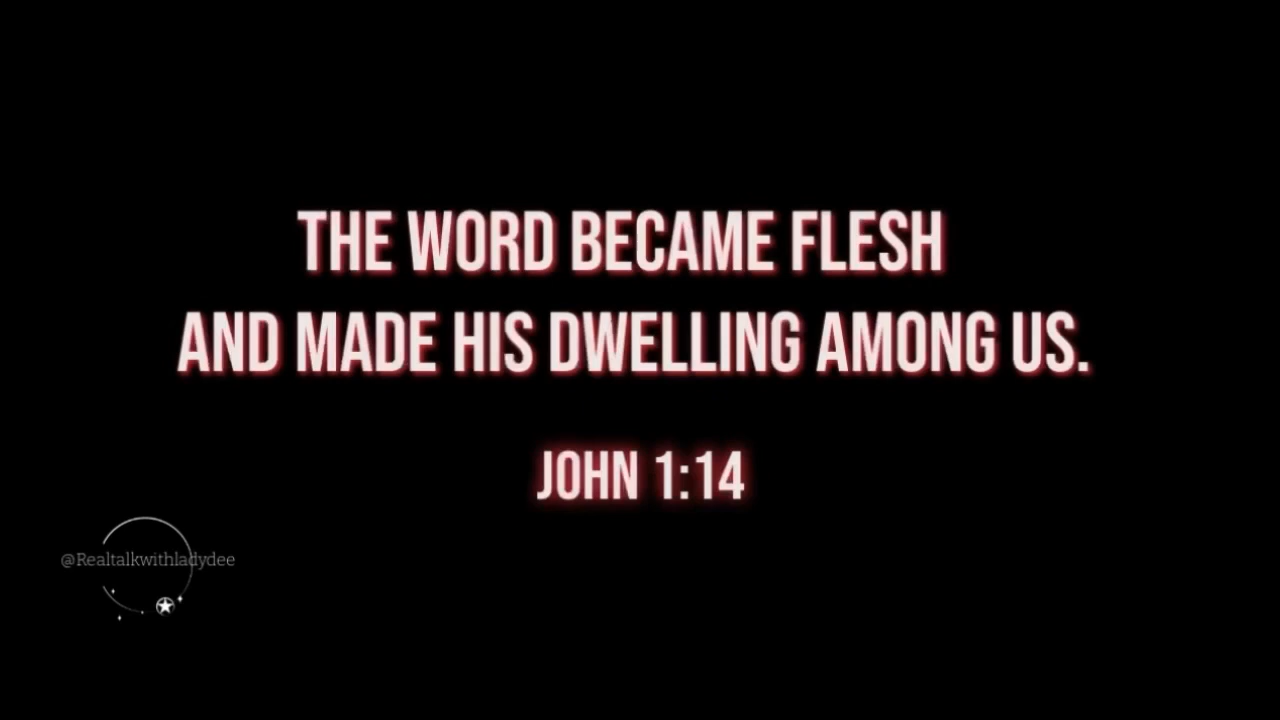 THE WORD BECAME FLESH
AND MADE HIS DWELLING AMONG US.
JOHN 1:14
@Realtalkwithladydee